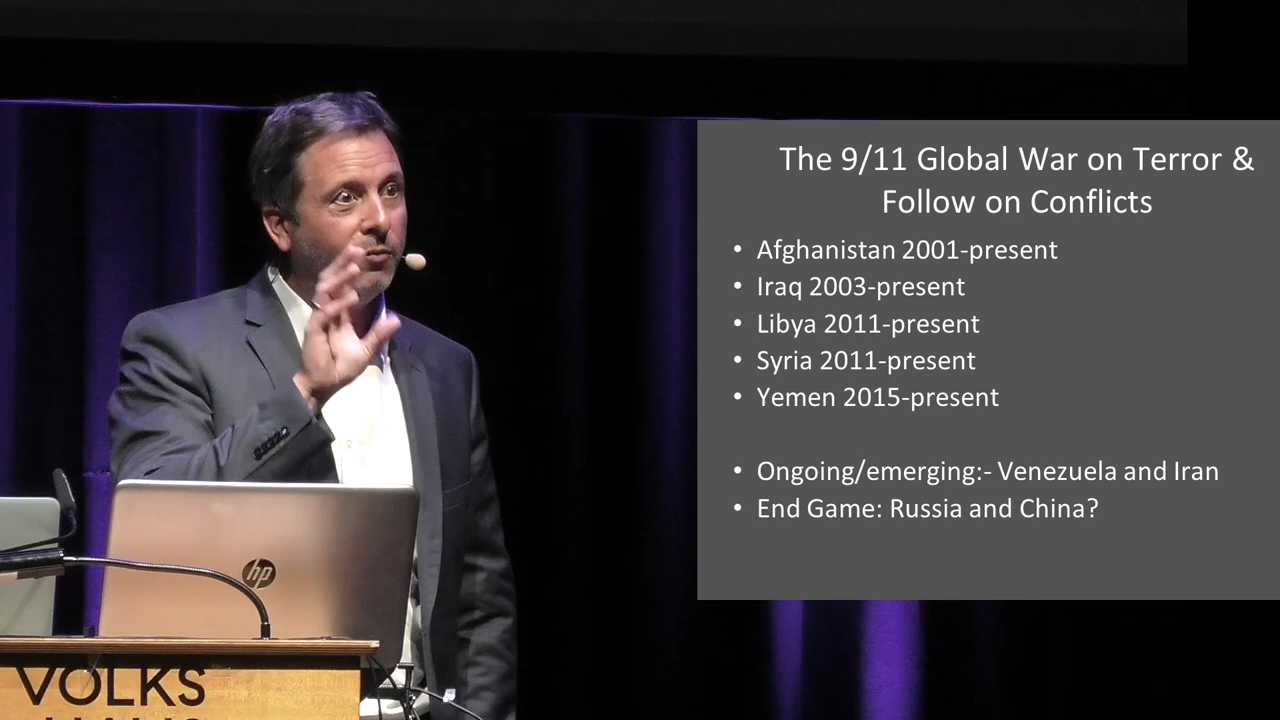 The 9/11 Global War on Terror &
Follow on Conflicts
• Afghanistan 2001-present
• Iraq 2003-present
• Libya 2011-present
• Syria 2011-present
• Yemen 2015-present
• Ongoing/emerging:- Venezuela and Iran
• End Game: Russia and China?
hp
VOLKS